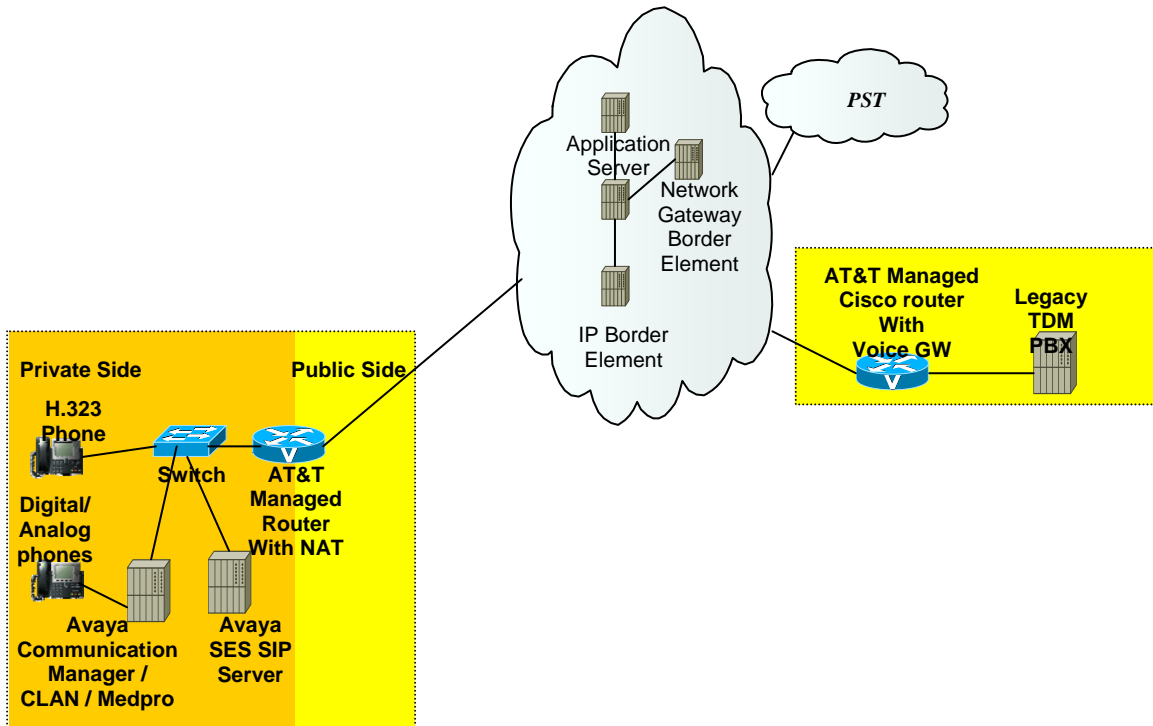 PST
Application
Server
Network
Gateway
Border
Element
IP Border
Element
AT&T Managed
Cisco router
With
Voice GW
Legacy
TDM
PBX
V
Private Side
Public Side
H.323
Phone
Switch
V
AT&T
Managed
Router
With NAT
Digital/
Analog
phones
Avaya
Communication
Manager /
CLAN / Medpro
Avaya
SES SIP
Server